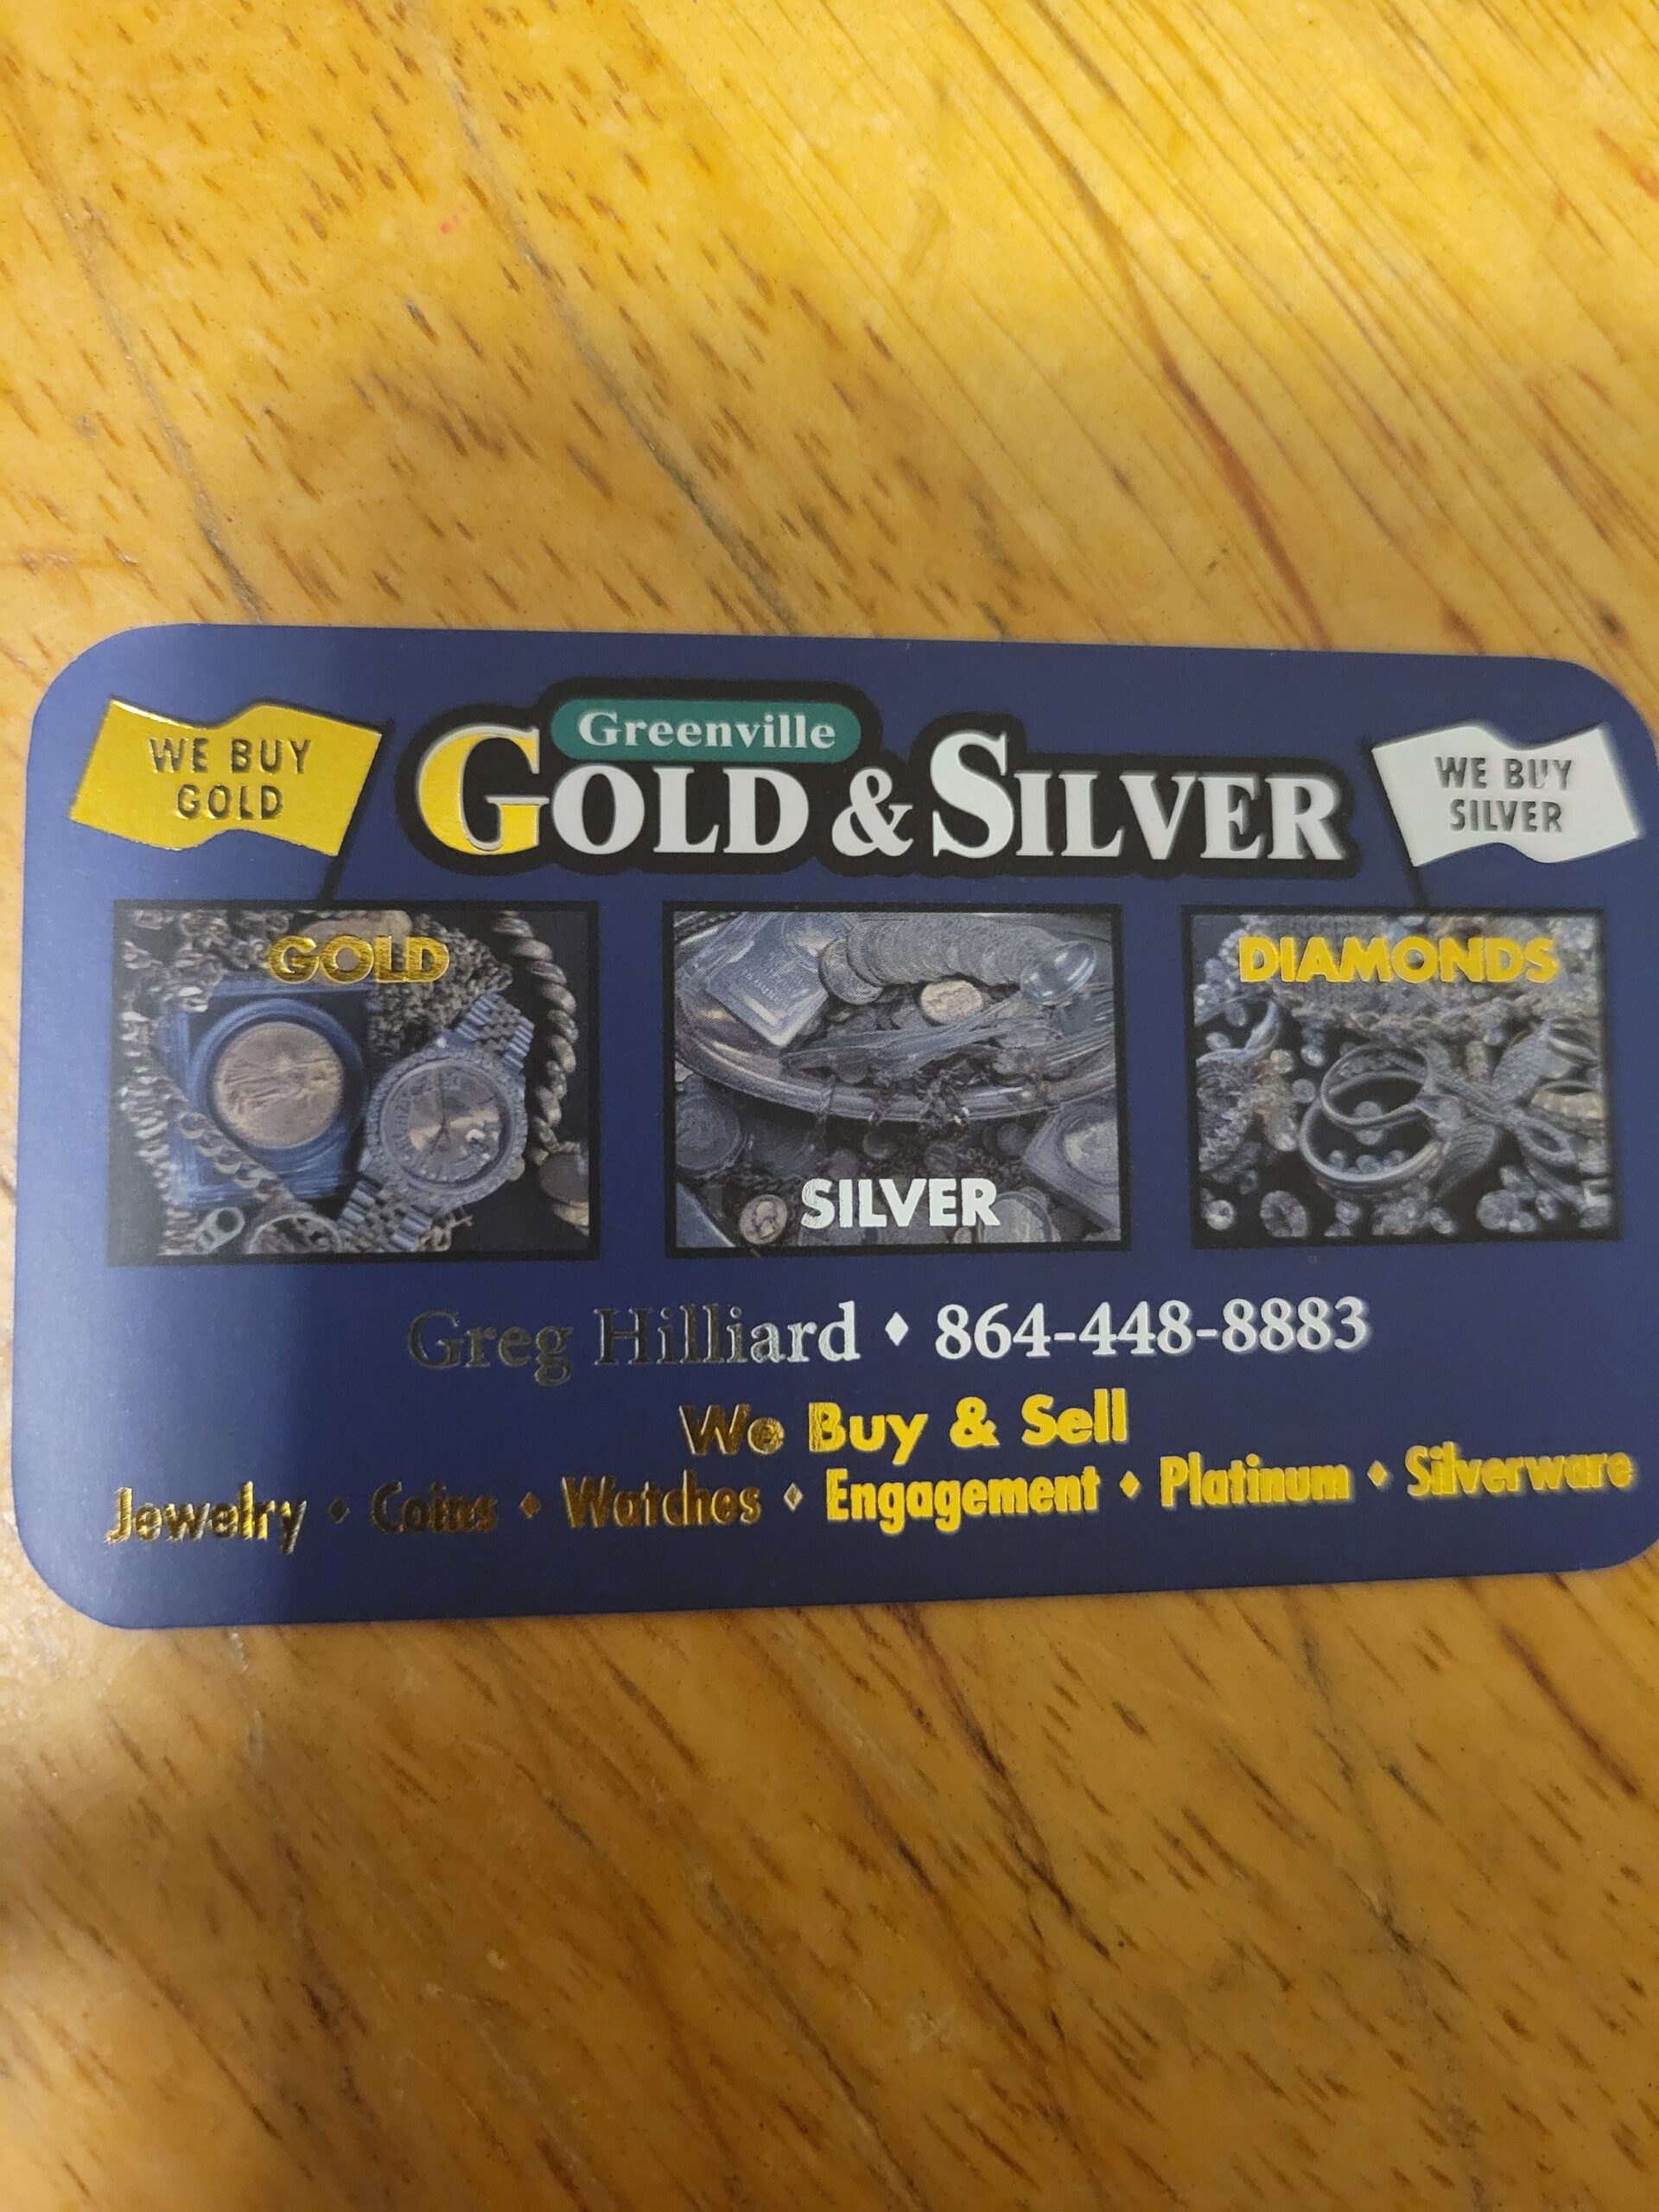 WE BUY
GOLD
Greenville
GOLD & SILVER
WE BUY
SILVER
GOLD
SILVER
DIAMONDS
Greg Hilliard ♦ 864-448-8883
We Buy & Sell
Jewelry ♦ Coins ♦ Watches ♦ Engagement ♦ Platinum ♦ Silverware